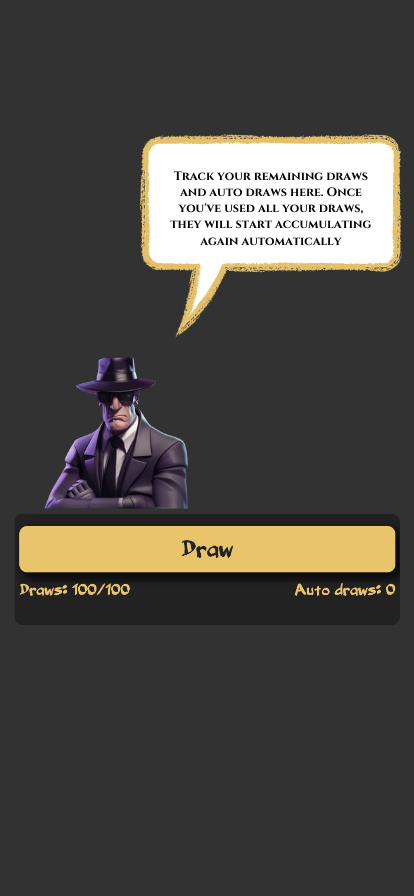 Track your remaining draws
and auto draws here. Once
you've used all your draws,
they will start accumulating
again automatically
Draw
Draws: 100/100
Auto draws: 0